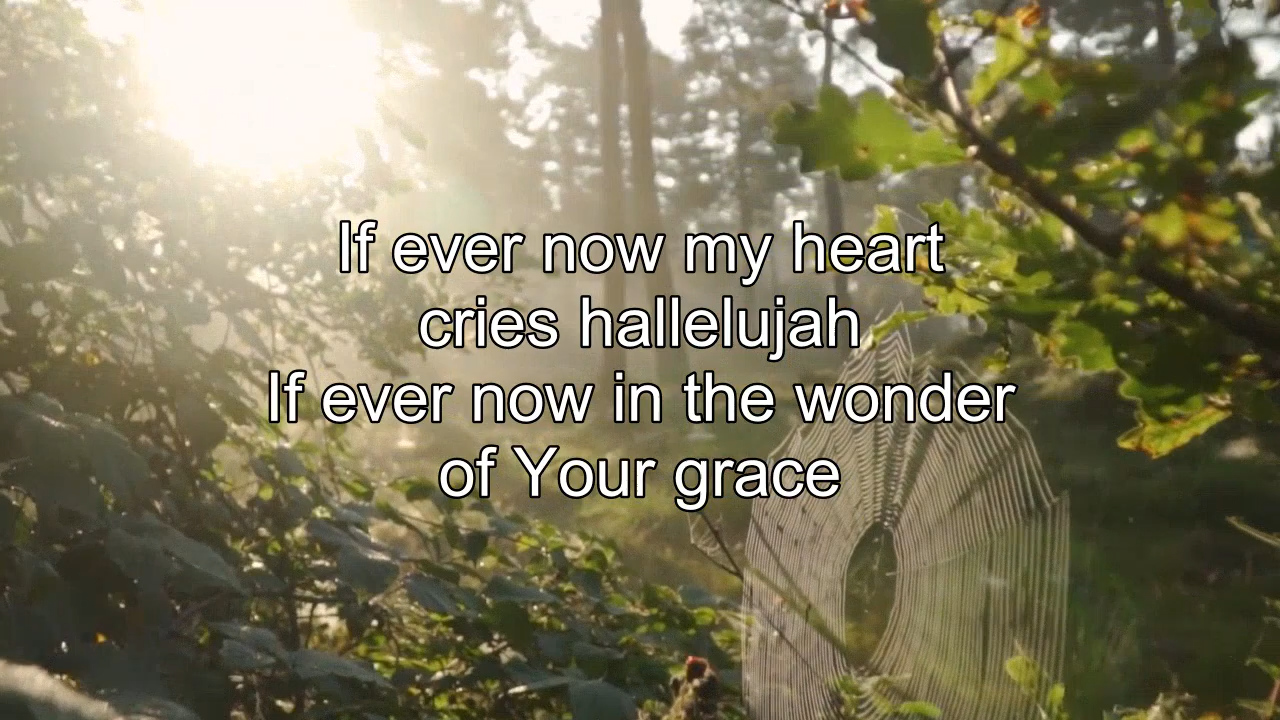 If ever now my heart
cries hallelujah
If ever now in the wonder
of Your grace